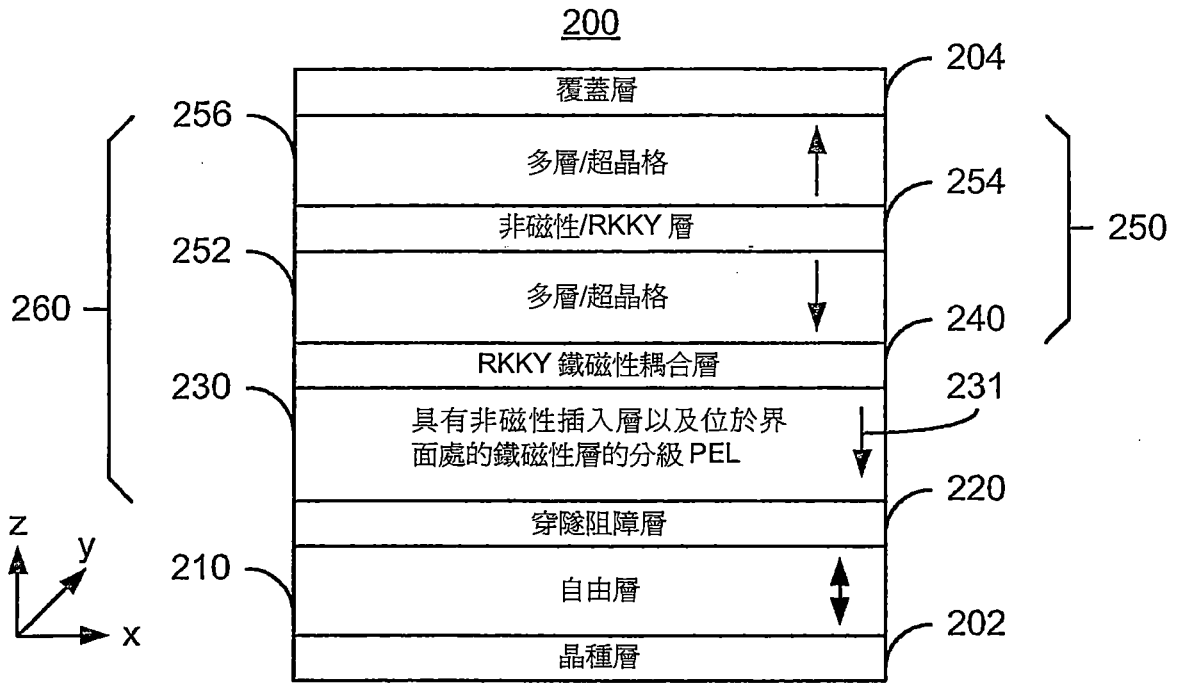 200
204
覆蓋層
256
多層/超晶格
254
非磁性/RKKY 層
250
252
多層/超晶格
260
240
RKKY 鐵磁性耦合層
230
231
具有非磁性插入層以及位於界
面處的鐵磁性層的分級 PEL
220
穿隧阻障層
z
y
x
210
自由層
202
晶種層